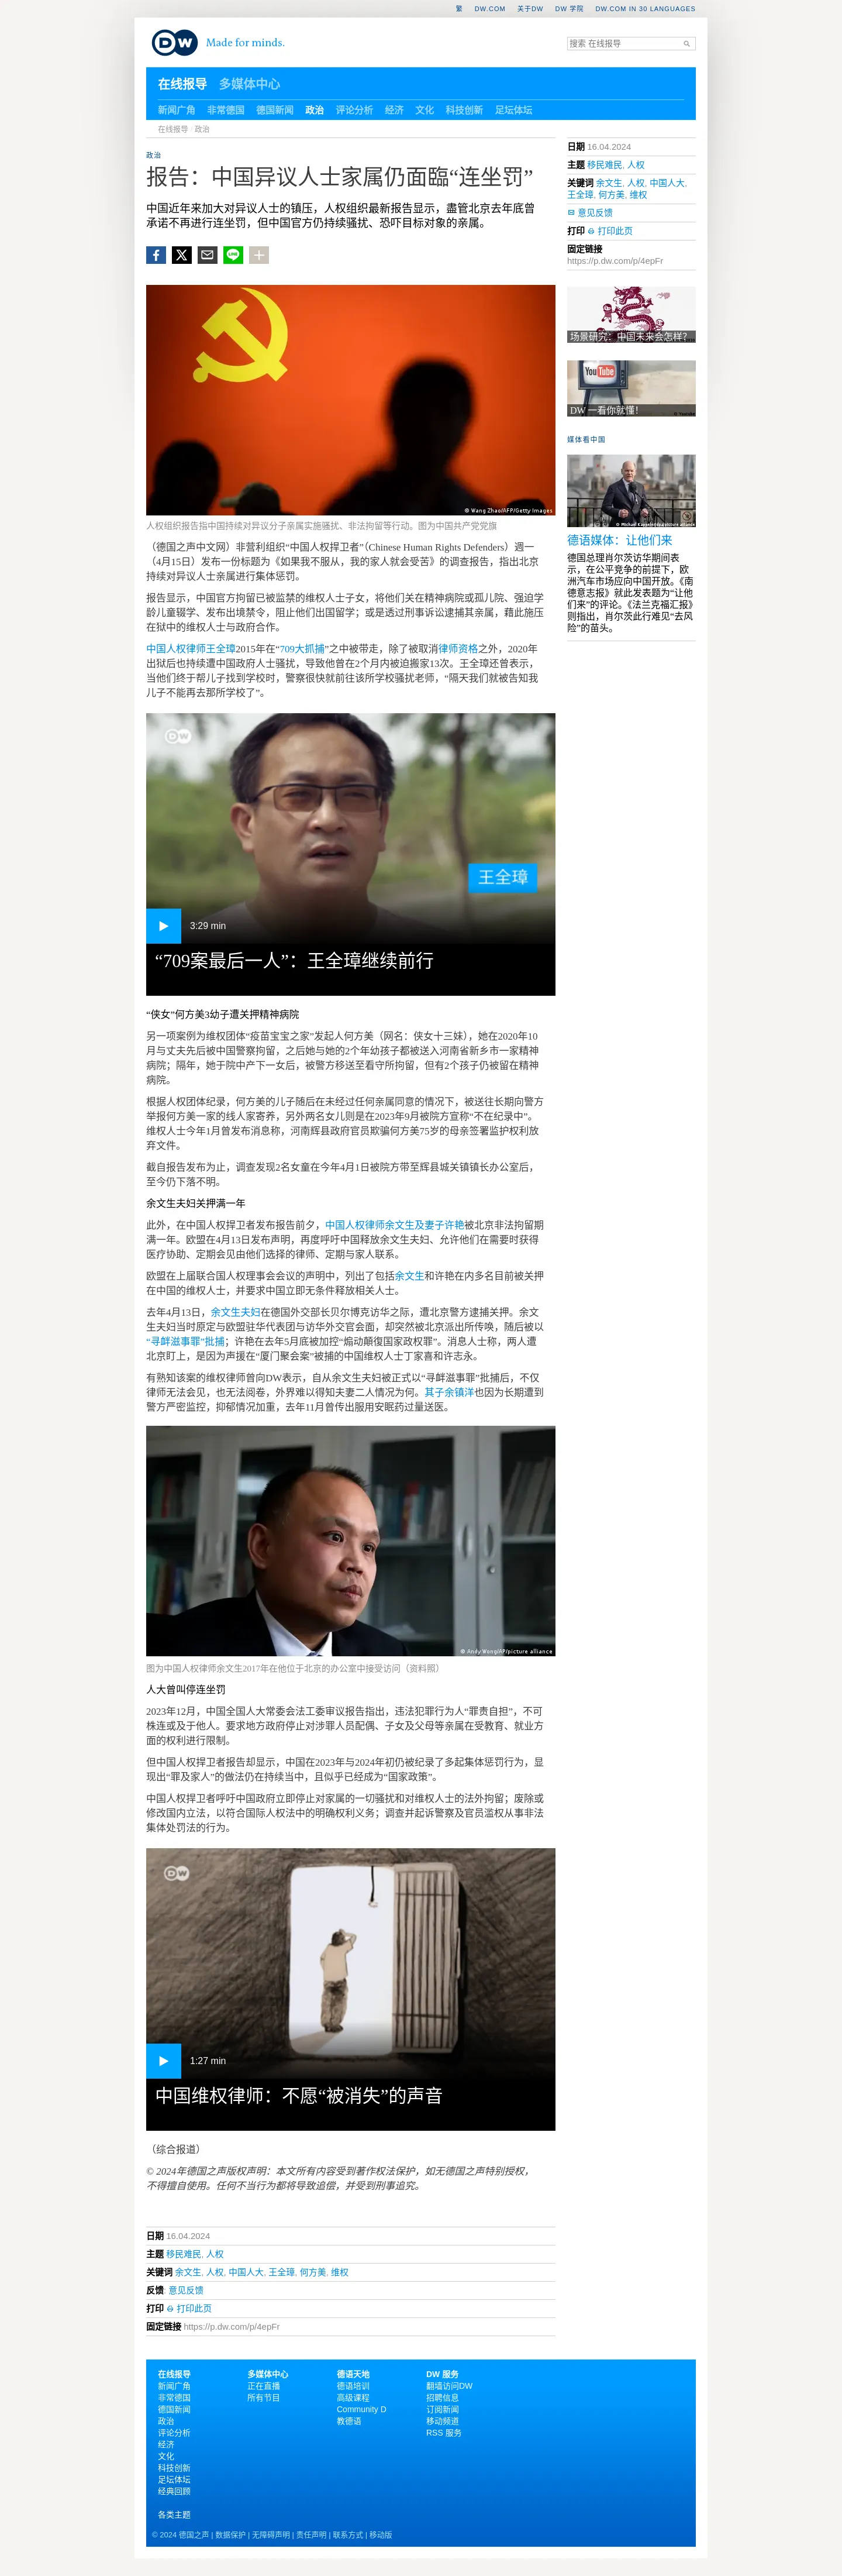 繁 DW.COM 关于DW DW 学院 DW.COM IN 30 LANGUAGES
DW Made for minds.
搜索 在线报导
在线报导 多媒体中心
新闻广角 非常德国 德国新闻 政治 评论分析 经济 文化 科技创新 足坛体坛
在线报导 / 政治
政治
报告：中国异议人士家属仍面臨“连坐罚”
中国近年来加大对异议人士的镇压，人权组织最新报告显示，盡管北京去年底曾
承诺不再进行连坐罚，但中国官方仍持续骚扰、恐吓目标对象的亲属。
© Wang Zhao/AFP/Getty Images
人权组织报告指中国持续对异议分子亲属实施骚扰、非法拘留等行动。图为中国共产党党旗
（德国之声中文网）非营利组织“中国人权捍卫者”（Chinese Human Rights Defenders）週一
（4月15日）发布一份标题为《如果我不服从，我的家人就会受苦》的调查报告，指出北京
持续对异议人士亲属进行集体惩罚。
报告显示，中国官方拘留已被监禁的维权人士子女，将他们关在精神病院或孤儿院、强迫学
龄儿童辍学、发布出境禁令，阻止他们出国留学；或是透过刑事诉讼逮捕其亲属，藉此施压
在狱中的维权人士与政府合作。
中国人权律师王全璋2015年在“709大抓捕”之中被带走，除了被取消律师资格之外，2020年
出狱后也持续遭中国政府人士骚扰，导致他曾在2个月内被迫搬家13次。王全璋还曾表示，
当他们终于帮儿子找到学校时，警察很快就前往该所学校骚扰老师，“隔天我们就被告知我
儿子不能再去那所学校了”。
DW
王全璋
3:29 min
“709案最后一人”：王全璋继续前行
“侠女”何方美3幼子遭关押精神病院
另一项案例为维权团体“疫苗宝宝之家”发起人何方美（网名：侠女十三妹），她在2020年10
月与丈夫先后被中国警察拘留，之后她与她的2个年幼孩子都被送入河南省新乡市一家精神
病院；隔年，她于院中产下一女后，被警方移送至看守所拘留，但有2个孩子仍被留在精神
病院。
根据人权团体纪录，何方美的儿子随后在未经过任何亲属同意的情况下，被送往长期向警方
举报何方美一家的线人家寄养，另外两名女儿则是在2023年9月被院方宣称“不在纪录中”。
维权人士今年1月曾发布消息称，河南辉县政府官员欺骗何方美75岁的母亲签署监护权利放
弃文件。
截自报告发布为止，调查发现2名女童在今年4月1日被院方带至辉县城关镇镇长办公室后，
至今仍下落不明。
余文生夫妇关押满一年
此外，在中国人权捍卫者发布报告前夕，中国人权律师余文生及妻子许艳被北京非法拘留期
满一年。欧盟在4月13日发布声明，再度呼吁中国释放余文生夫妇、允许他们在需要时获得
医疗协助、定期会见由他们选择的律师、定期与家人联系。
欧盟在上届联合国人权理事会会议的声明中，列出了包括余文生和许艳在内多名目前被关押
在中国的维权人士，并要求中国立即无条件释放相关人士。
去年4月13日，余文生夫妇在德国外交部长贝尔博克访华之际，遭北京警方逮捕关押。余文
生夫妇当时原定与欧盟驻华代表团与访华外交官会面，却突然被北京派出所传唤，随后被以
“寻衅滋事罪”批捕；许艳在去年5月底被加控“煽动顛復国家政权罪”。消息人士称，两人遭
北京盯上，是因为声援在“厦门聚会案”被捕的中国维权人士丁家喜和许志永。
有熟知该案的维权律师曾向DW表示，自从余文生夫妇被正式以“寻衅滋事罪”批捕后，不仅
律师无法会见，也无法阅卷，外界难以得知夫妻二人情况为何。其子余镇洋也因为长期遭到
警方严密监控，抑郁情况加重，去年11月曾传出服用安眠药过量送医。
© Andy Wong/AP/picture alliance
图为中国人权律师余文生2017年在他位于北京的办公室中接受访问（资料照）
人大曾叫停连坐罚
2023年12月，中国全国人大常委会法工委审议报告指出，违法犯罪行为人“罪责自担”，不可
株连或及于他人。要求地方政府停止对涉罪人员配偶、子女及父母等亲属在受教育、就业方
面的权利进行限制。
但中国人权捍卫者报告却显示，中国在2023年与2024年初仍被纪录了多起集体惩罚行为，显
现出“罪及家人”的做法仍在持续当中，且似乎已经成为“国家政策”。
中国人权捍卫者呼吁中国政府立即停止对家属的一切骚扰和对维权人士的法外拘留；废除或
修改国内立法，以符合国际人权法中的明确权利义务；调查并起诉警察及官员滥权从事非法
集体处罚法的行为。
DW
1:27 min
中国维权律师：不愿“被消失”的声音
（综合报道）
© 2024年德国之声版权声明：本文所有内容受到著作权法保护，如无德国之声特别授权，
不得擅自使用。任何不当行为都将导致追偿，并受到刑事追究。
日期 16.04.2024
主题 移民难民, 人权
关键词 余文生, 人权, 中国人大, 王全璋, 何方美, 维权
反馈: 意见反馈
打印 打印此页
固定链接 https://p.dw.com/p/4epFr
日期 16.04.2024
主题 移民难民, 人权
关键词 余文生, 人权, 中国人大,
王全璋, 何方美, 维权
意见反馈
打印 打印此页
固定链接
https://p.dw.com/p/4epFr
场景研究：中国未来会怎样？
YouTube
DW 一看你就懂！
© Youtube
媒体看中国
© Michael Kappeler/dpa/picture alliance
德语媒体：让他们来
德国总理肖尔茨访华期间表
示，在公平竞争的前提下，欧
洲汽车市场应向中国开放。《南
德意志报》就此发表题为“让他
们来”的评论。《法兰克福汇报》
则指出，肖尔茨此行难见“去风
险”的苗头。
在线报导
新闻广角
非常德国
德国新闻
政治
评论分析
经济
文化
科技创新
足坛体坛
经典回顾
各类主题
多媒体中心
正在直播
所有节目
德语天地
德语培训
高级课程
Community D
教德语
DW 服务
翻墙访问DW
招聘信息
订阅新闻
移动频道
RSS 服务
© 2024 德国之声 | 数据保护 | 无障碍声明 | 责任声明 | 联系方式 | 移动版